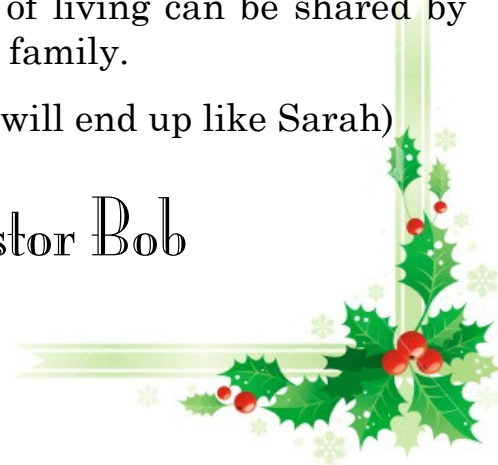 of living can be shared by
family.
will end up like Sarah)
stor Bob